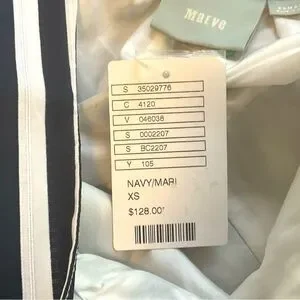 Maeve
S 35029776
C 4120
V 046038
S 0002207
S BC2207
Y 105
NAVY/MARI
XS
$128.00*